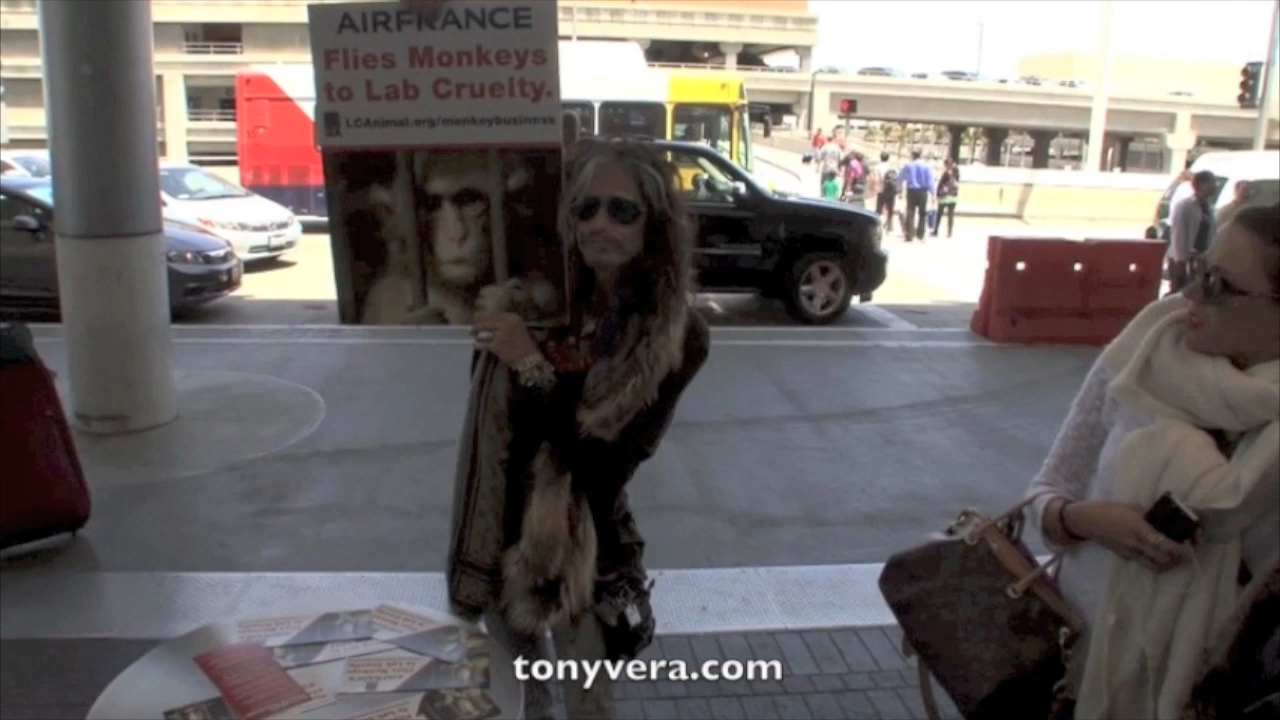 AIRFRANCE
Flies Monkeys
to Lab Cruelty.
LCAnimal.org/monkeybusiness
tonyvera.com